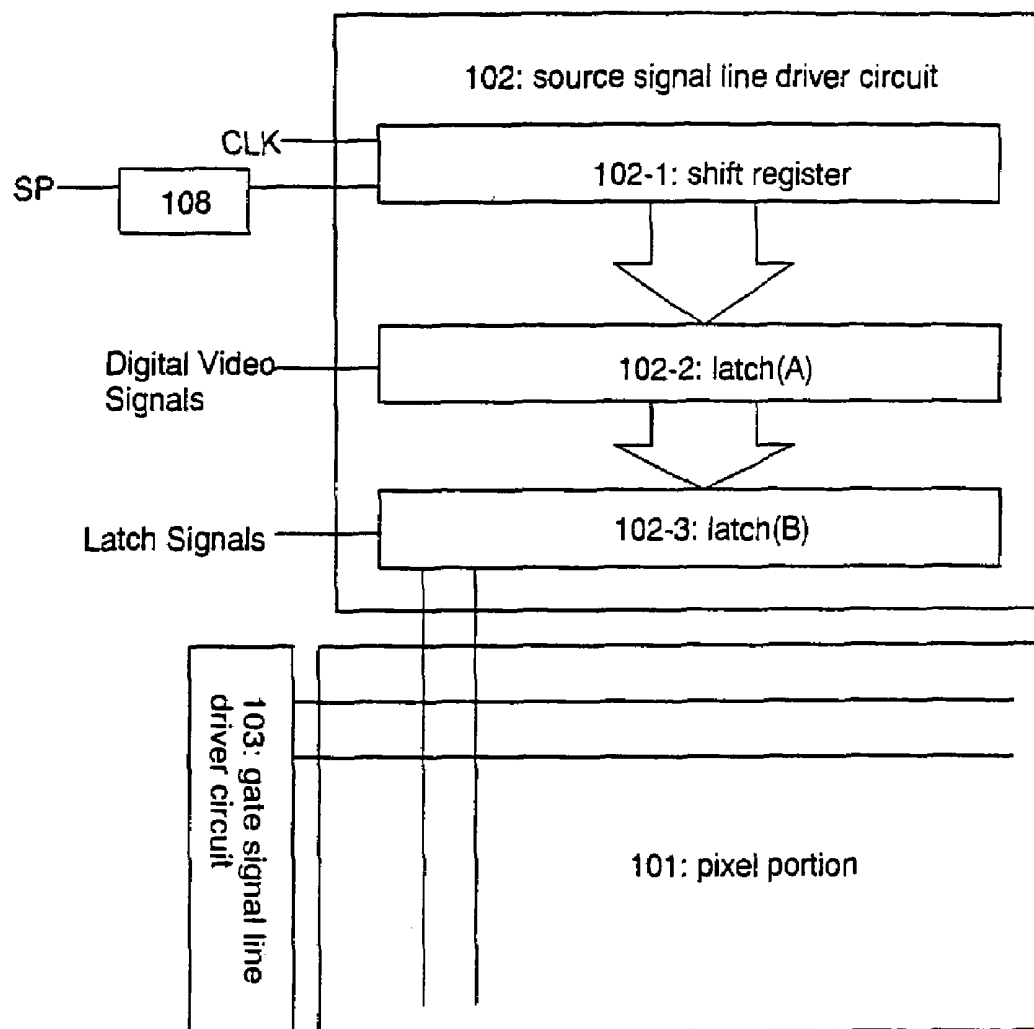 102: source signal line driver circuit
CLK
102-1: shift register
SP
108
Digital Video
Signals
102-2: latch(A)
Latch Signals
102-3: latch(B)
103: gate signal line
driver circuit
101: pixel portion